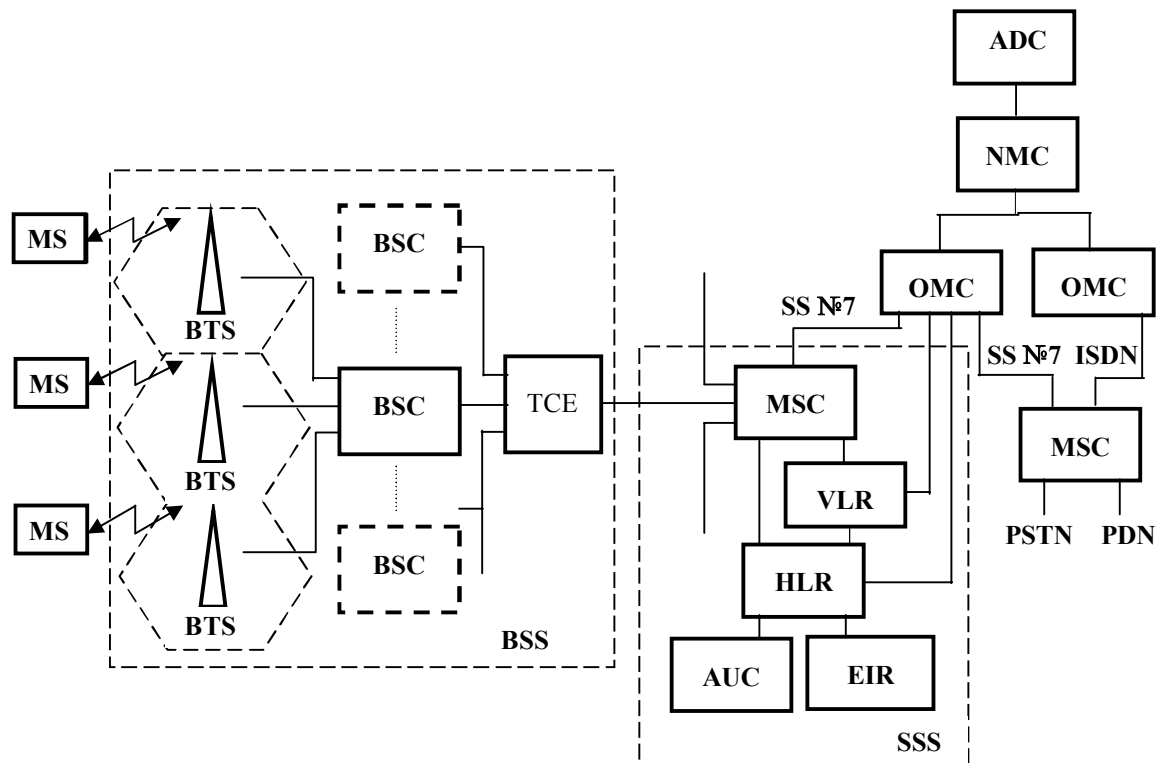 ADC
NMC
MS
BSC
OMC
OMC
BTS
SS №7
SS №7 ISDN
MS
BSC
TCE
MSC
MSC
BTS
VLR
MS
PSTN
PDN
BSC
HLR
BTS
BSS
AUC
EIR
SSS